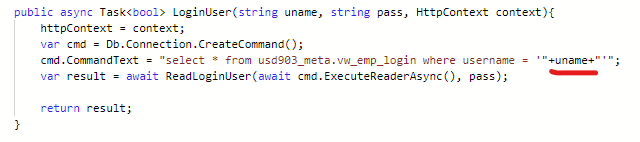 public async Task<bool> LoginUser(string uname, string pass, HttpContext context){
httpContext = context;
var cmd = Db.Connection.CreateCommand();
cmd.CommandText = "select * from usd903_meta.vw_emp_login where username = '"+uname+"'";
var result = await ReadLoginUser(await cmd.ExecuteReaderAsync(), pass);
return result;
}